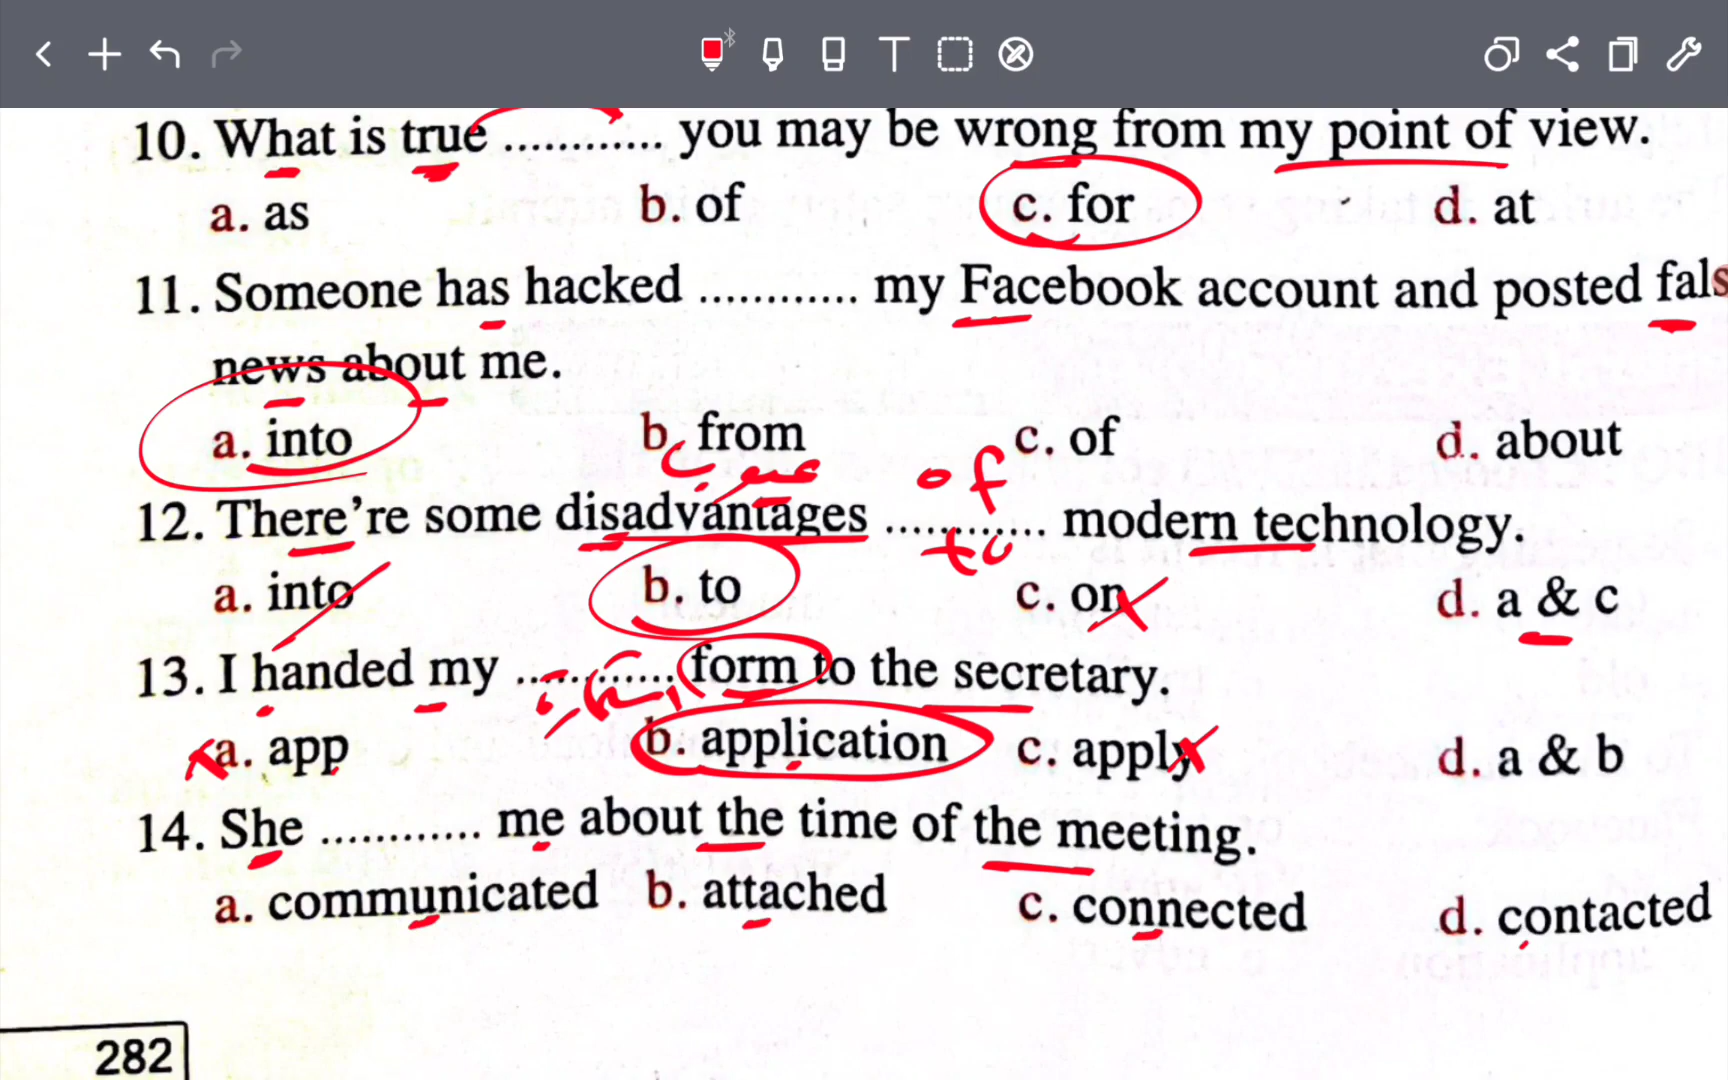 10. What is true ............ you may be wrong from my point of view.
a. as b. of c. for d. at
11. Someone has hacked ............ my Facebook account and posted fals
news about me.
a. into b. from c. of d. about
of
12. There're some disadvantages ............ modern technology.
to
a. into b. to c. on d. a & c
13. I handed my ............ form to the secretary.
a. app b. application c. apply d. a & b
14. She ............ me about the time of the meeting.
a. communicated b. attached c. connected d. contacted
282